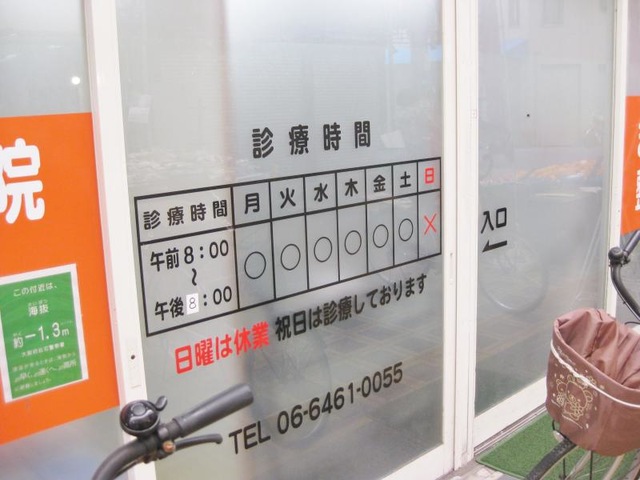 診療時間
診療時間 月 火 水 木 金 土 日
午前8:00 ○ ○ ○ ○ ○ ○ ×
~
午後8:00
日曜は休業 祝日は診療しております
TEL 06-6461-0055
入口
院
この付近は、
海抜
約-1.3m